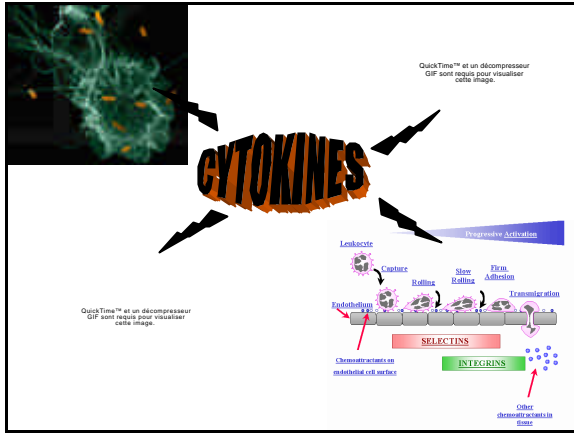 QuickTime™ et un décompresseur
GIF sont requis pour visualiser
cette image.
CYTOKINES
Progressive Activation
Leukocyte
Capture
Rolling
Slow
Rolling
Firm
Adhesion
Transmigration
Endothelium
SELECTINS
INTEGRINS
Chemoattractants on
endothelial cell surface
Other
chemoattractants in
tissue
QuickTime™ et un décompresseur
GIF sont requis pour visualiser
cette image.